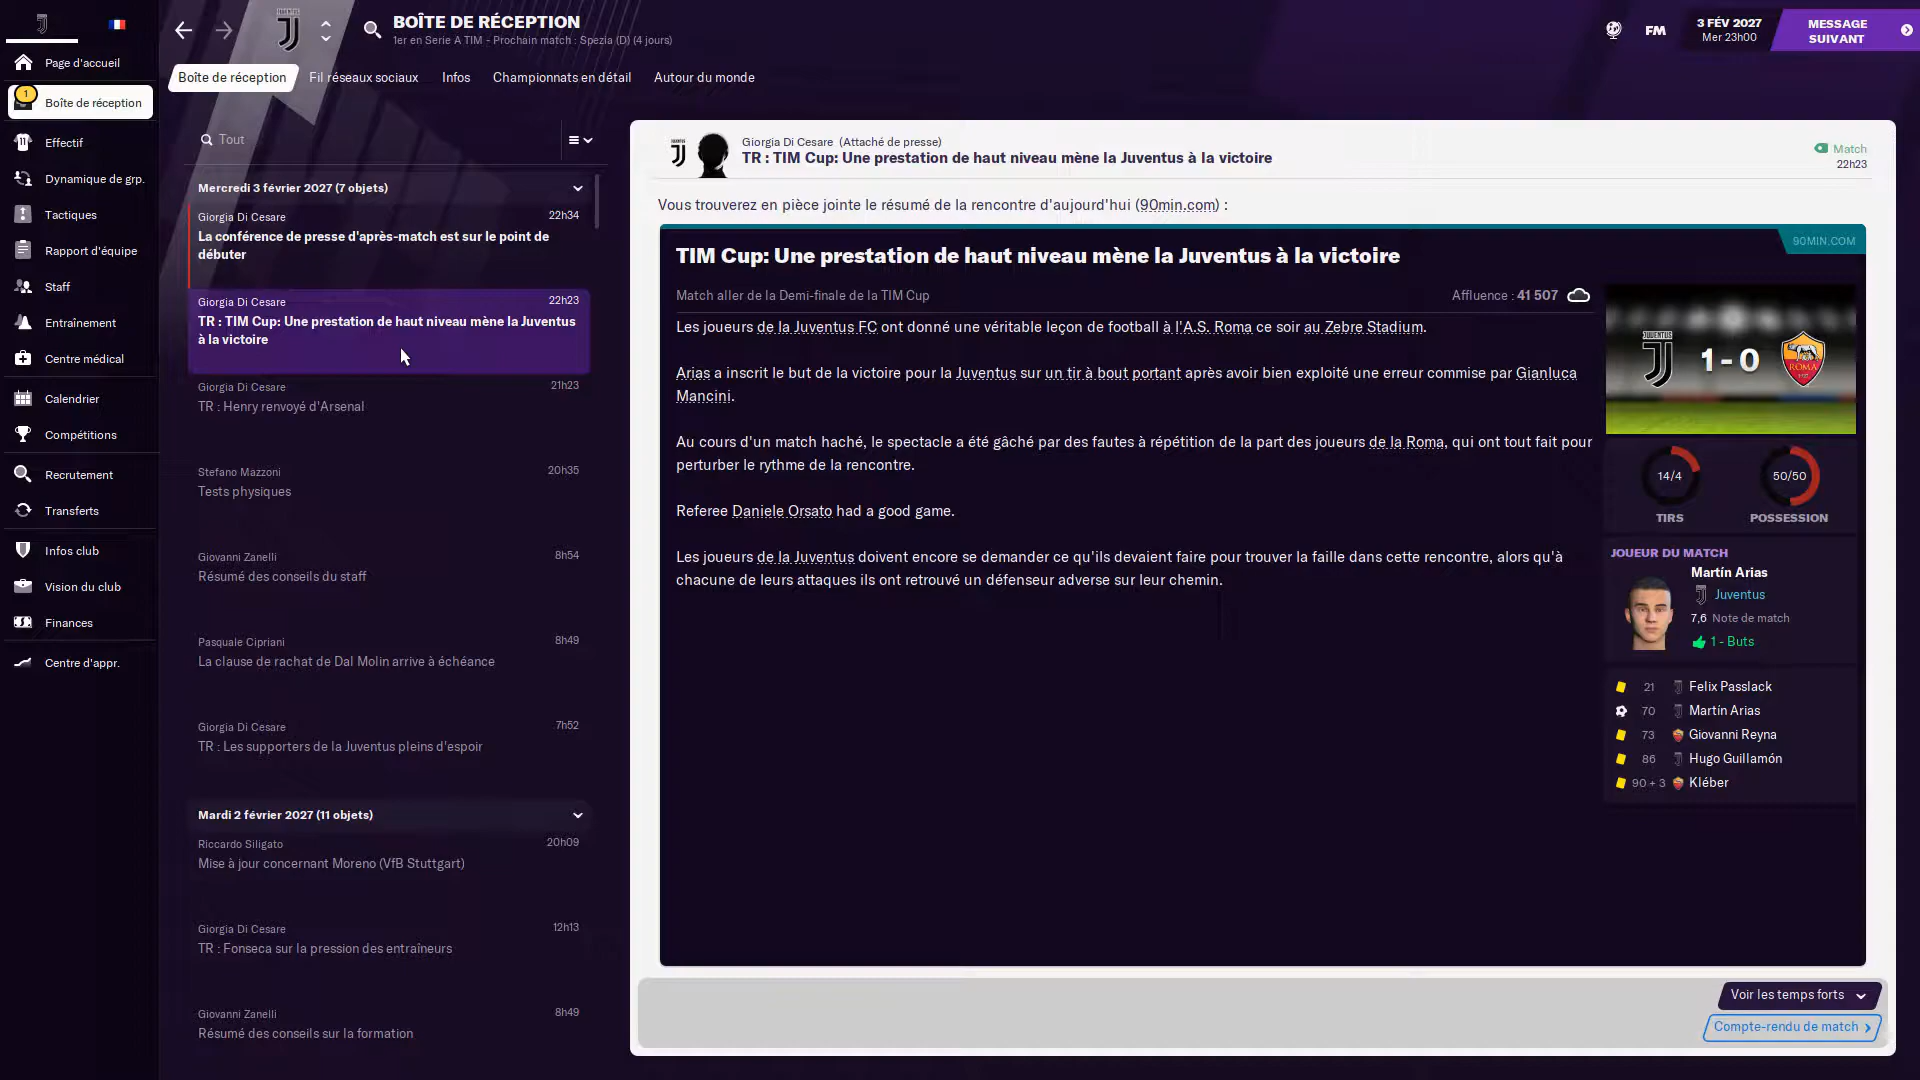 BOÎTE DE RÉCEPTION
1er en Serie A TIM - Prochain match : Spezia (D) (4 jours)
FM
3 FÉV 2027
Mer 23h00
MESSAGE
SUIVANT
Page d'accueil
1
Boîte de réception
Effectif
Dynamique de grp.
Tactiques
Rapport d'équipe
Staff
Entraînement
Centre médical
Calendrier
Compétitions
Recrutement
Transferts
Infos club
Vision du club
Finances
Centre d'appr.
Boîte de réception
Fil réseaux sociaux
Infos
Championnats en détail
Autour du monde
Tout
Mercredi 3 février 2027 (7 objets)
Giorgia Di Cesare 22h34
La conférence de presse d'après-match est sur le point de
débuter
Giorgia Di Cesare 22h23
TR : TIM Cup: Une prestation de haut niveau mène la Juventus
à la victoire
Giorgia Di Cesare 21h23
TR : Henry renvoyé d'Arsenal
Stefano Mazzoni 20h35
Tests physiques
Giovanni Zanelli 8h54
Résumé des conseils du staff
Pasquale Cipriani 8h49
La clause de rachat de Dal Molin arrive à échéance
Giorgia Di Cesare 7h52
TR : Les supporters de la Juventus pleins d'espoir
Mardi 2 février 2027 (11 objets)
Riccardo Siligato 20h09
Mise à jour concernant Moreno (VfB Stuttgart)
Giorgia Di Cesare 12h13
TR : Fonseca sur la pression des entraîneurs
Giovanni Zanelli 8h49
Résumé des conseils sur la formation
Giorgia Di Cesare (Attaché de presse)
TR : TIM Cup: Une prestation de haut niveau mène la Juventus à la victoire
Match
22h23
Vous trouverez en pièce jointe le résumé de la rencontre d'aujourd'hui (90min.com) :
90MIN.COM
TIM Cup: Une prestation de haut niveau mène la Juventus à la victoire
Match aller de la Demi-finale de la TIM Cup
Affluence : 41 507
Les joueurs de la Juventus FC ont donné une véritable leçon de football à l'A.S. Roma ce soir au Zebre Stadium.
Arias a inscrit le but de la victoire pour la Juventus sur un tir à bout portant après avoir bien exploité une erreur commise par Gianluca
Mancini.
Au cours d'un match haché, le spectacle a été gâché par des fautes à répétition de la part des joueurs de la Roma, qui ont tout fait pour
perturber le rythme de la rencontre.
Referee Daniele Orsato had a good game.
Les joueurs de la Juventus doivent encore se demander ce qu'ils devaient faire pour trouver la faille dans cette rencontre, alors qu'à
chacune de leurs attaques ils ont retrouvé un défenseur adverse sur leur chemin.
1 - 0
ROMA
14/4
TIRS
50/50
POSSESSION
JOUEUR DU MATCH
Martín Arias
Juventus
7,6 Note de match
1 - Buts
21 Felix Passlack
70 Martín Arias
73 Giovanni Reyna
86 Hugo Guillamón
90 + 3 Kléber
Voir les temps forts
Compte-rendu de match